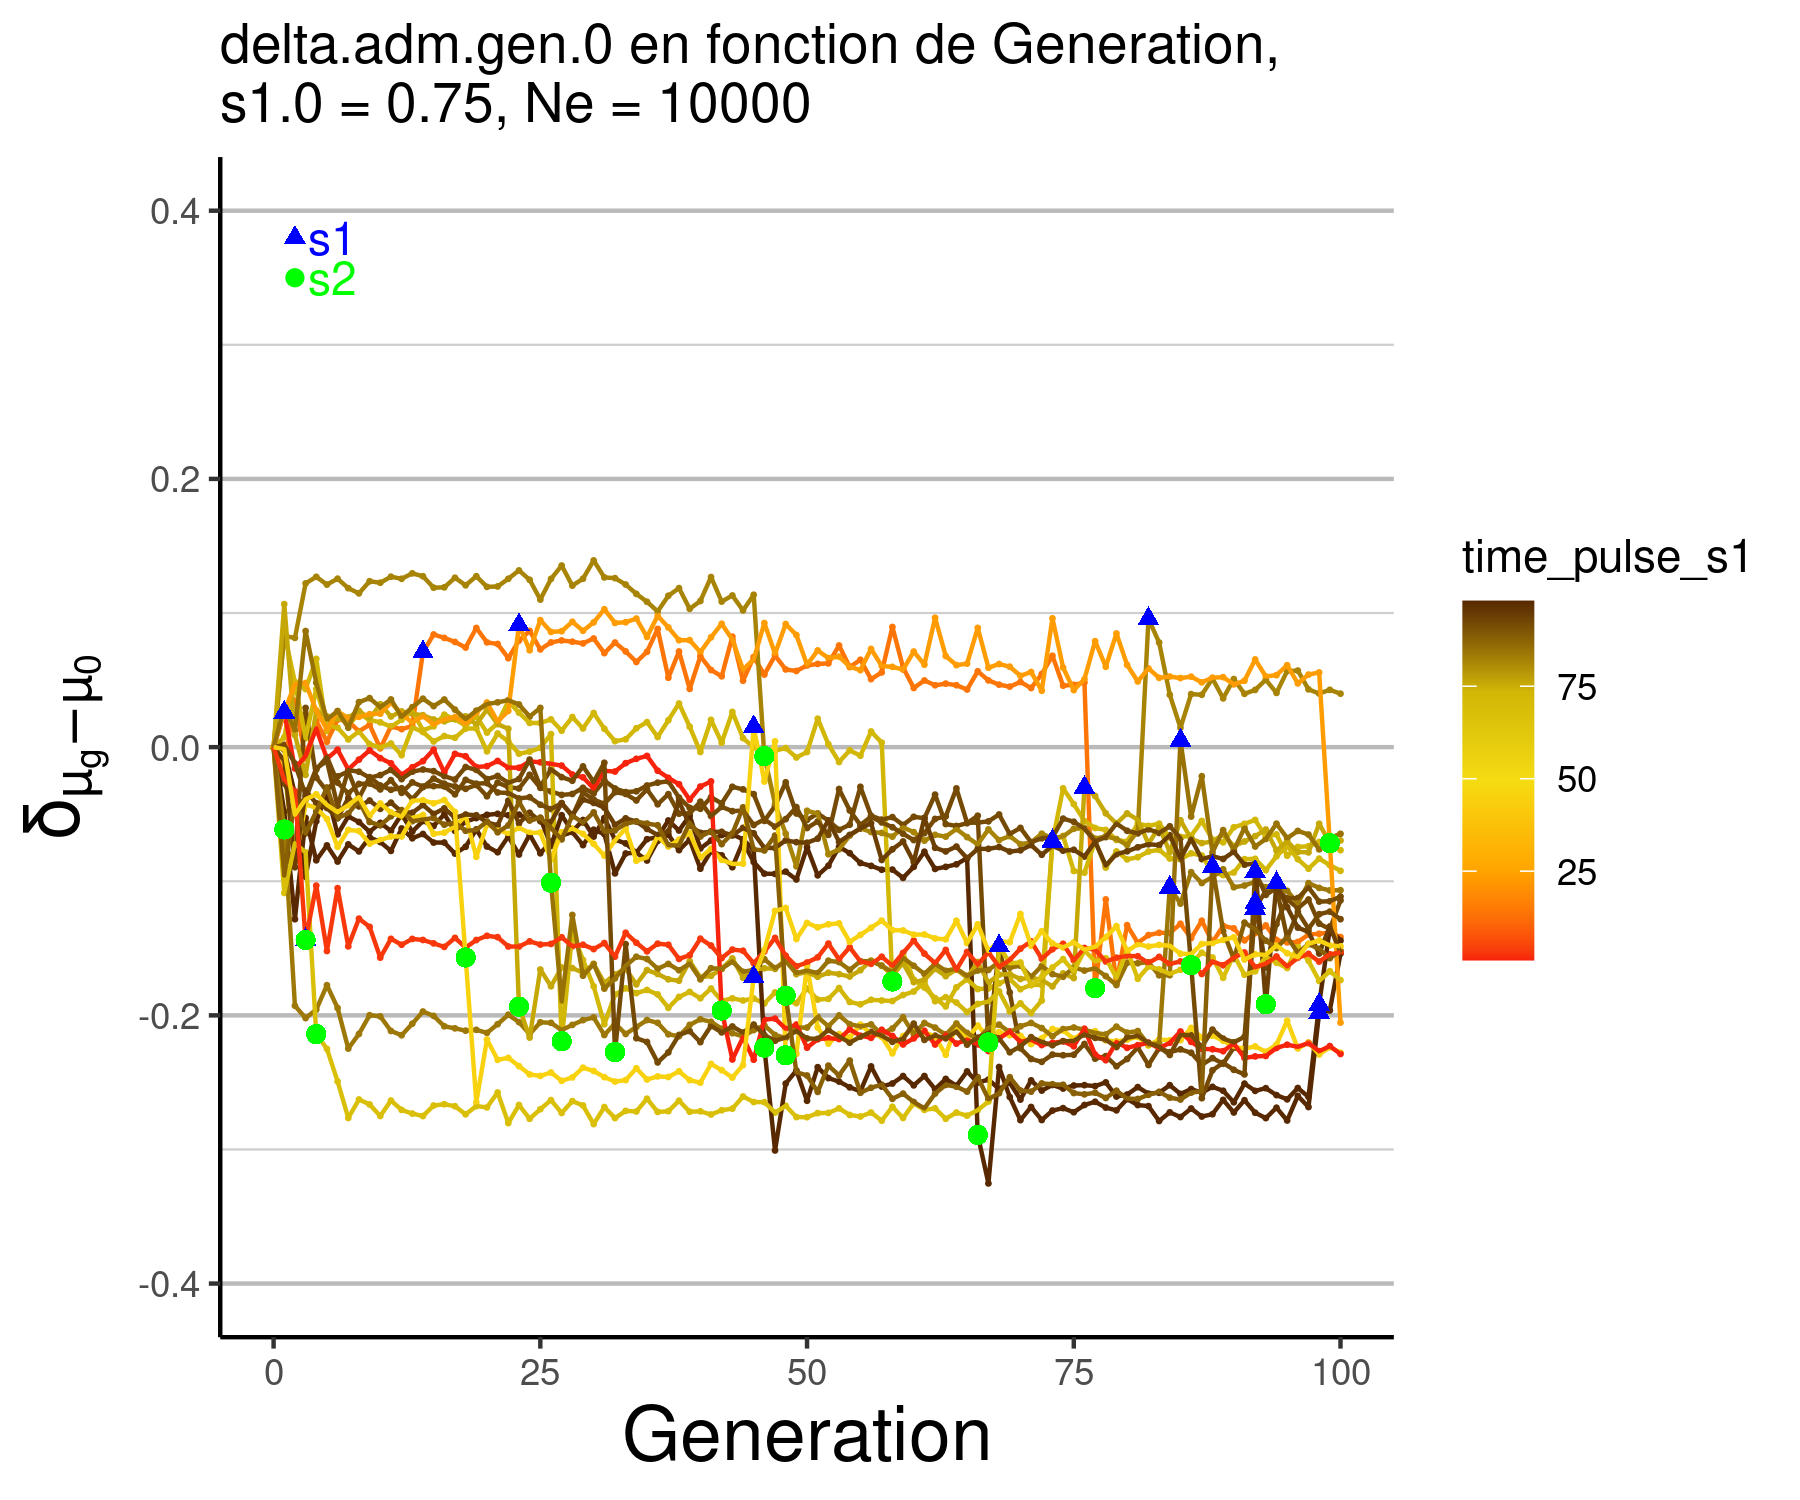 delta.adm.gen.0 en fonction de Generation,
s1.0 = 0.75, Ne = 10000
0.4
s1
s2
0.2
0.0
-0.2
-0.4
δμg−μ0
0
25
50
75
100
Generation
time_pulse_s1
75
50
25